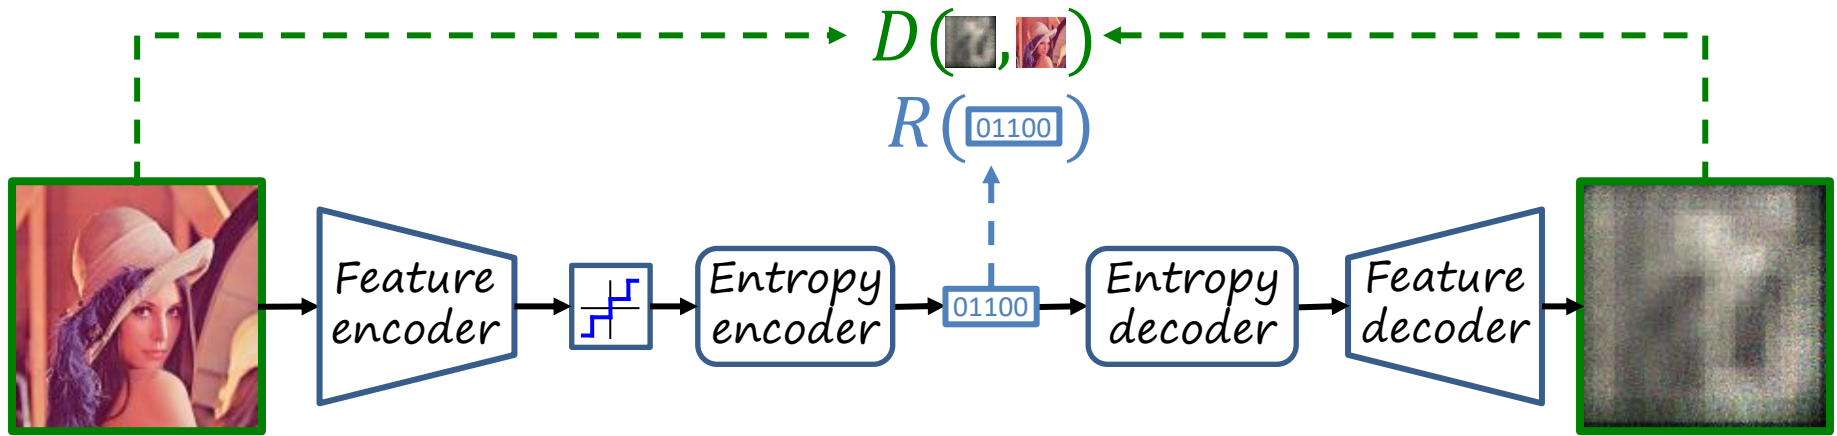 D( , )
R(01100)
Feature
encoder
Entropy
encoder
01100
Entropy
decoder
Feature
decoder